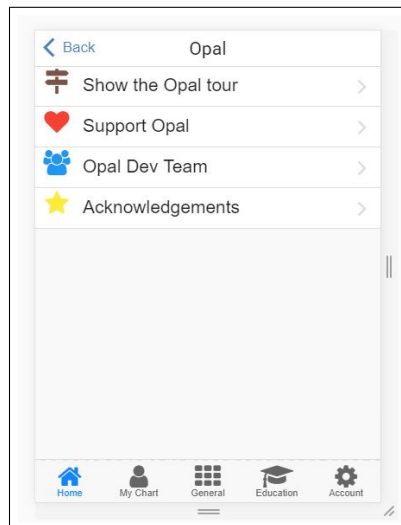 Back Opal
Show the Opal tour
Support Opal
Opal Dev Team
Acknowledgements
Home My Chart General Education Account